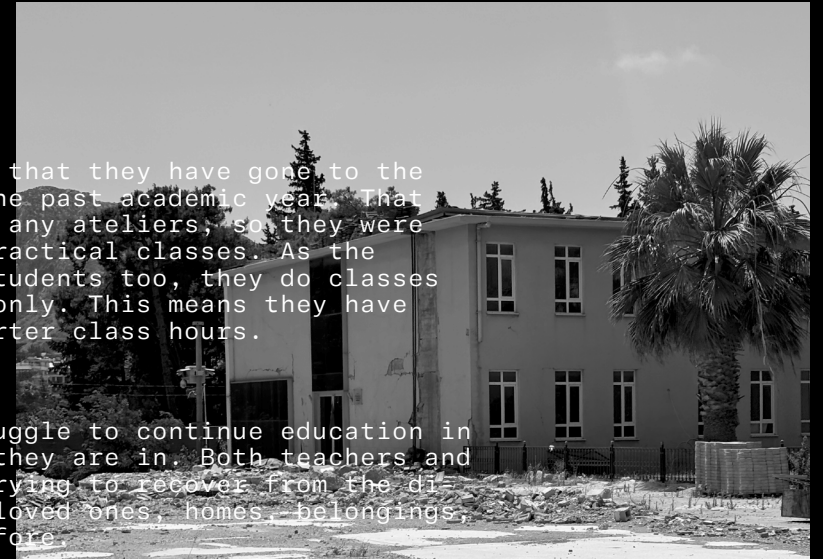 that they have gone to the
he past academic year. That
any ateliers, so they were
ractical classes. As the
tudents too, they do classes
only. This means they have
rter class hours.
uggle to continue education in
they are in. Both teachers and
rying to recover from the di-
loved ones, homes, belongings,
fore.